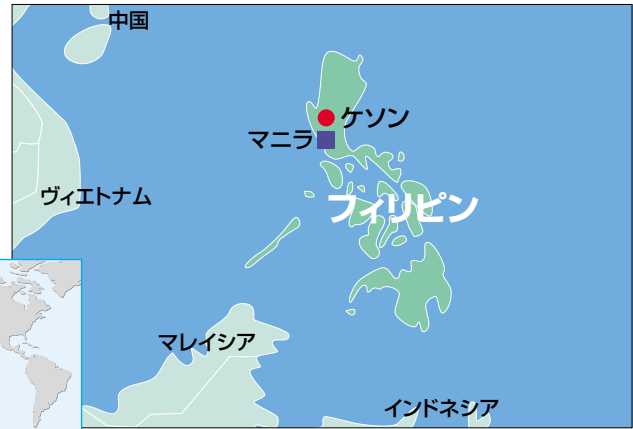 中国
ケソン
マニラ
ヴィエトナム
フィリピン
マレイシア
インドネシア